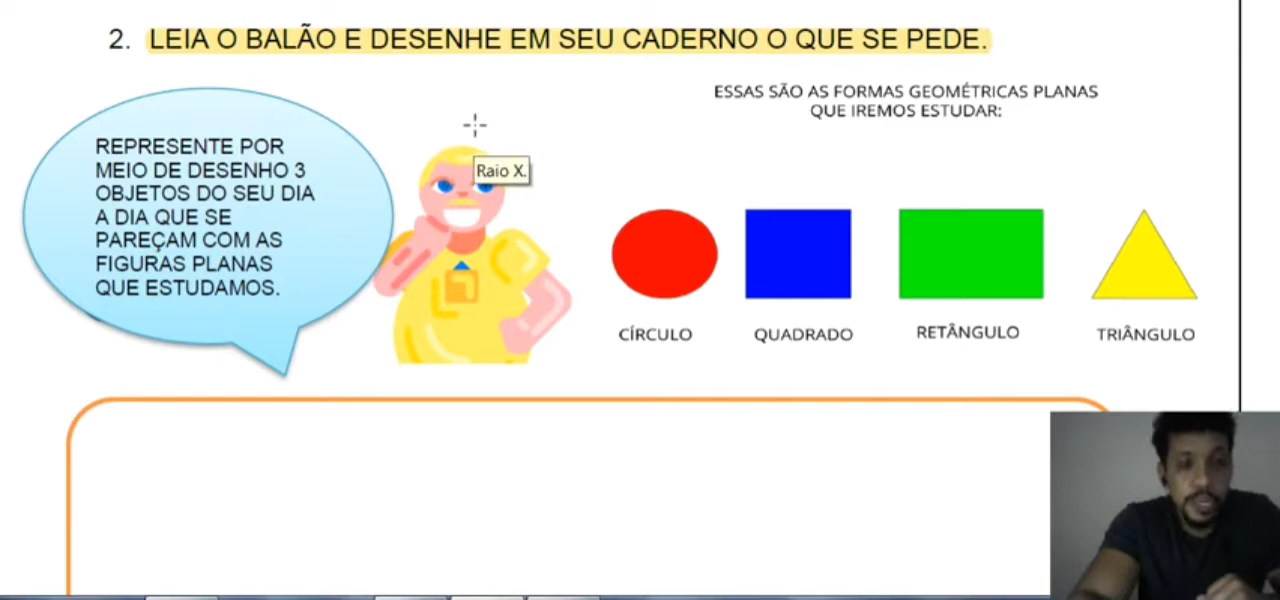 2. LEIA O BALÃO E DESENHE EM SEU CADERNO O QUE SE PEDE.
ESSAS SÃO AS FORMAS GEOMÉTRICAS PLANAS
QUE IREMOS ESTUDAR:
REPRESENTE POR
MEIO DE DESENHO 3
OBJETOS DO SEU DIA
A DIA QUE SE
PAREÇAM COM AS
FIGURAS PLANAS
QUE ESTUDAMOS.
Raio X.
CÍRCULO
QUADRADO
RETÂNGULO
TRIÂNGULO